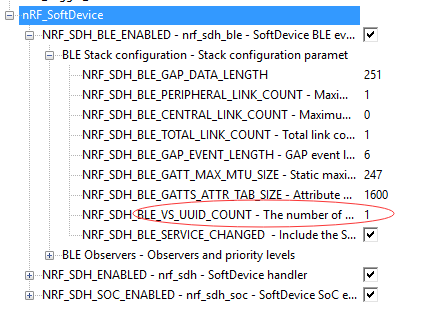 nRF_SoftDevice
NRF_SDH_BLE_ENABLED - nrf_sdh_ble - SoftDevice BLE ev...
BLE Stack configuration - Stack configuration paramet
NRF_SDH_BLE_GAP_DATA_LENGTH 251
NRF_SDH_BLE_PERIPHERAL_LINK_COUNT - Maxi... 1
NRF_SDH_BLE_CENTRAL_LINK_COUNT - Maximu... 0
NRF_SDH_BLE_TOTAL_LINK_COUNT - Total link co... 1
NRF_SDH_BLE_GAP_EVENT_LENGTH - GAP event l... 6
NRF_SDH_BLE_GATT_MAX_MTU_SIZE - Static maxi... 247
NRF_SDH_BLE_GATTS_ATTR_TAB_SIZE - Attribute ... 1600
NRF_SDH_BLE_VS_UUID_COUNT - The number of ... 1
NRF_SDH_BLE_SERVICE_CHANGED - Include the S...
BLE Observers - Observers and priority levels
NRF_SDH_ENABLED - nrf_sdh - SoftDevice handler
NRF_SDH_SOC_ENABLED - nrf_sdh_soc - SoftDevice SoC e...